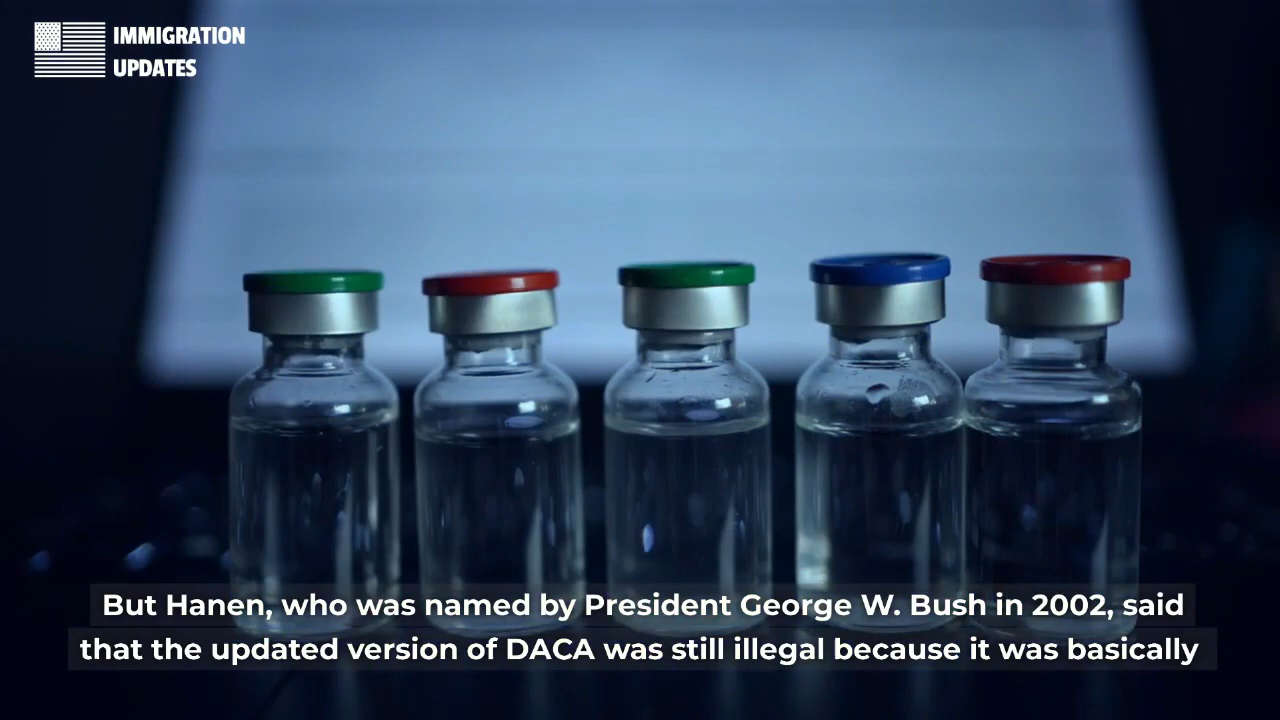 IMMIGRATION
UPDATES
But Hanen, who was named by President George W. Bush in 2002, said
that the updated version of DACA was still illegal because it was basically